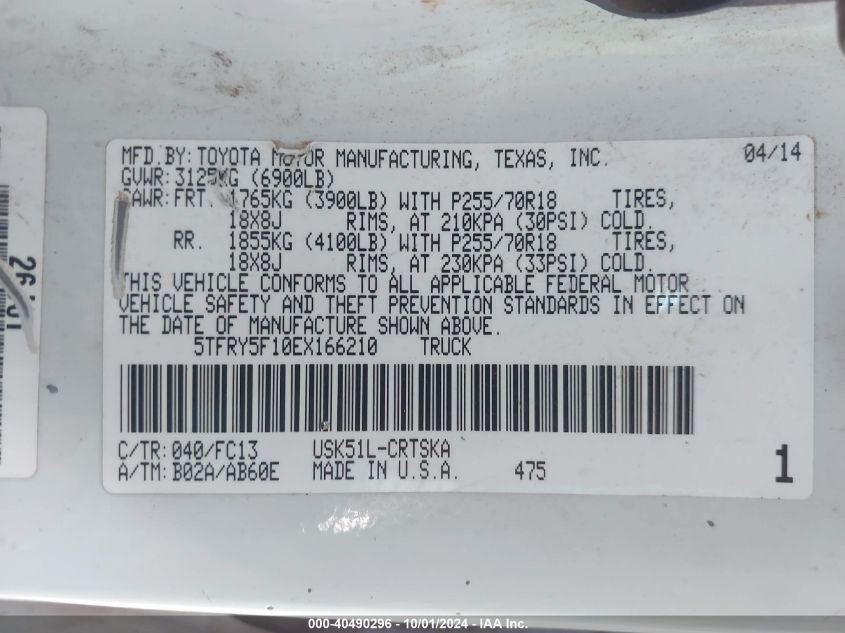 MFD.BY: TOYOTA MOTOR MANUFACTURING, TEXAS, INC. 04/14
GVWR: 3125KG (6900LB)
GAWR: FRT. 1765KG (3900LB) WITH P255/70R18 TIRES,
18X8J RIMS, AT 210KPA (30PSI) COLD.
RR. 1855KG (4100LB) WITH P255/70R18 TIRES,
18X8J RIMS, AT 230KPA (33PSI) COLD.
THIS VEHICLE CONFORMS TO ALL APPLICABLE FEDERAL MOTOR
VEHICLE SAFETY AND THEFT PREVENTION STANDARDS IN EFFECT ON
THE DATE OF MANUFACTURE SHOWN ABOVE.
5TFRY5F10EX166210 TRUCK
C/TR: 040/FC13 USK51L-CRTSKA
A/TM: B02A/AB60E MADE IN U.S.A. 475 1
000-40490296 - 10/01/2024 - IAA Inc.